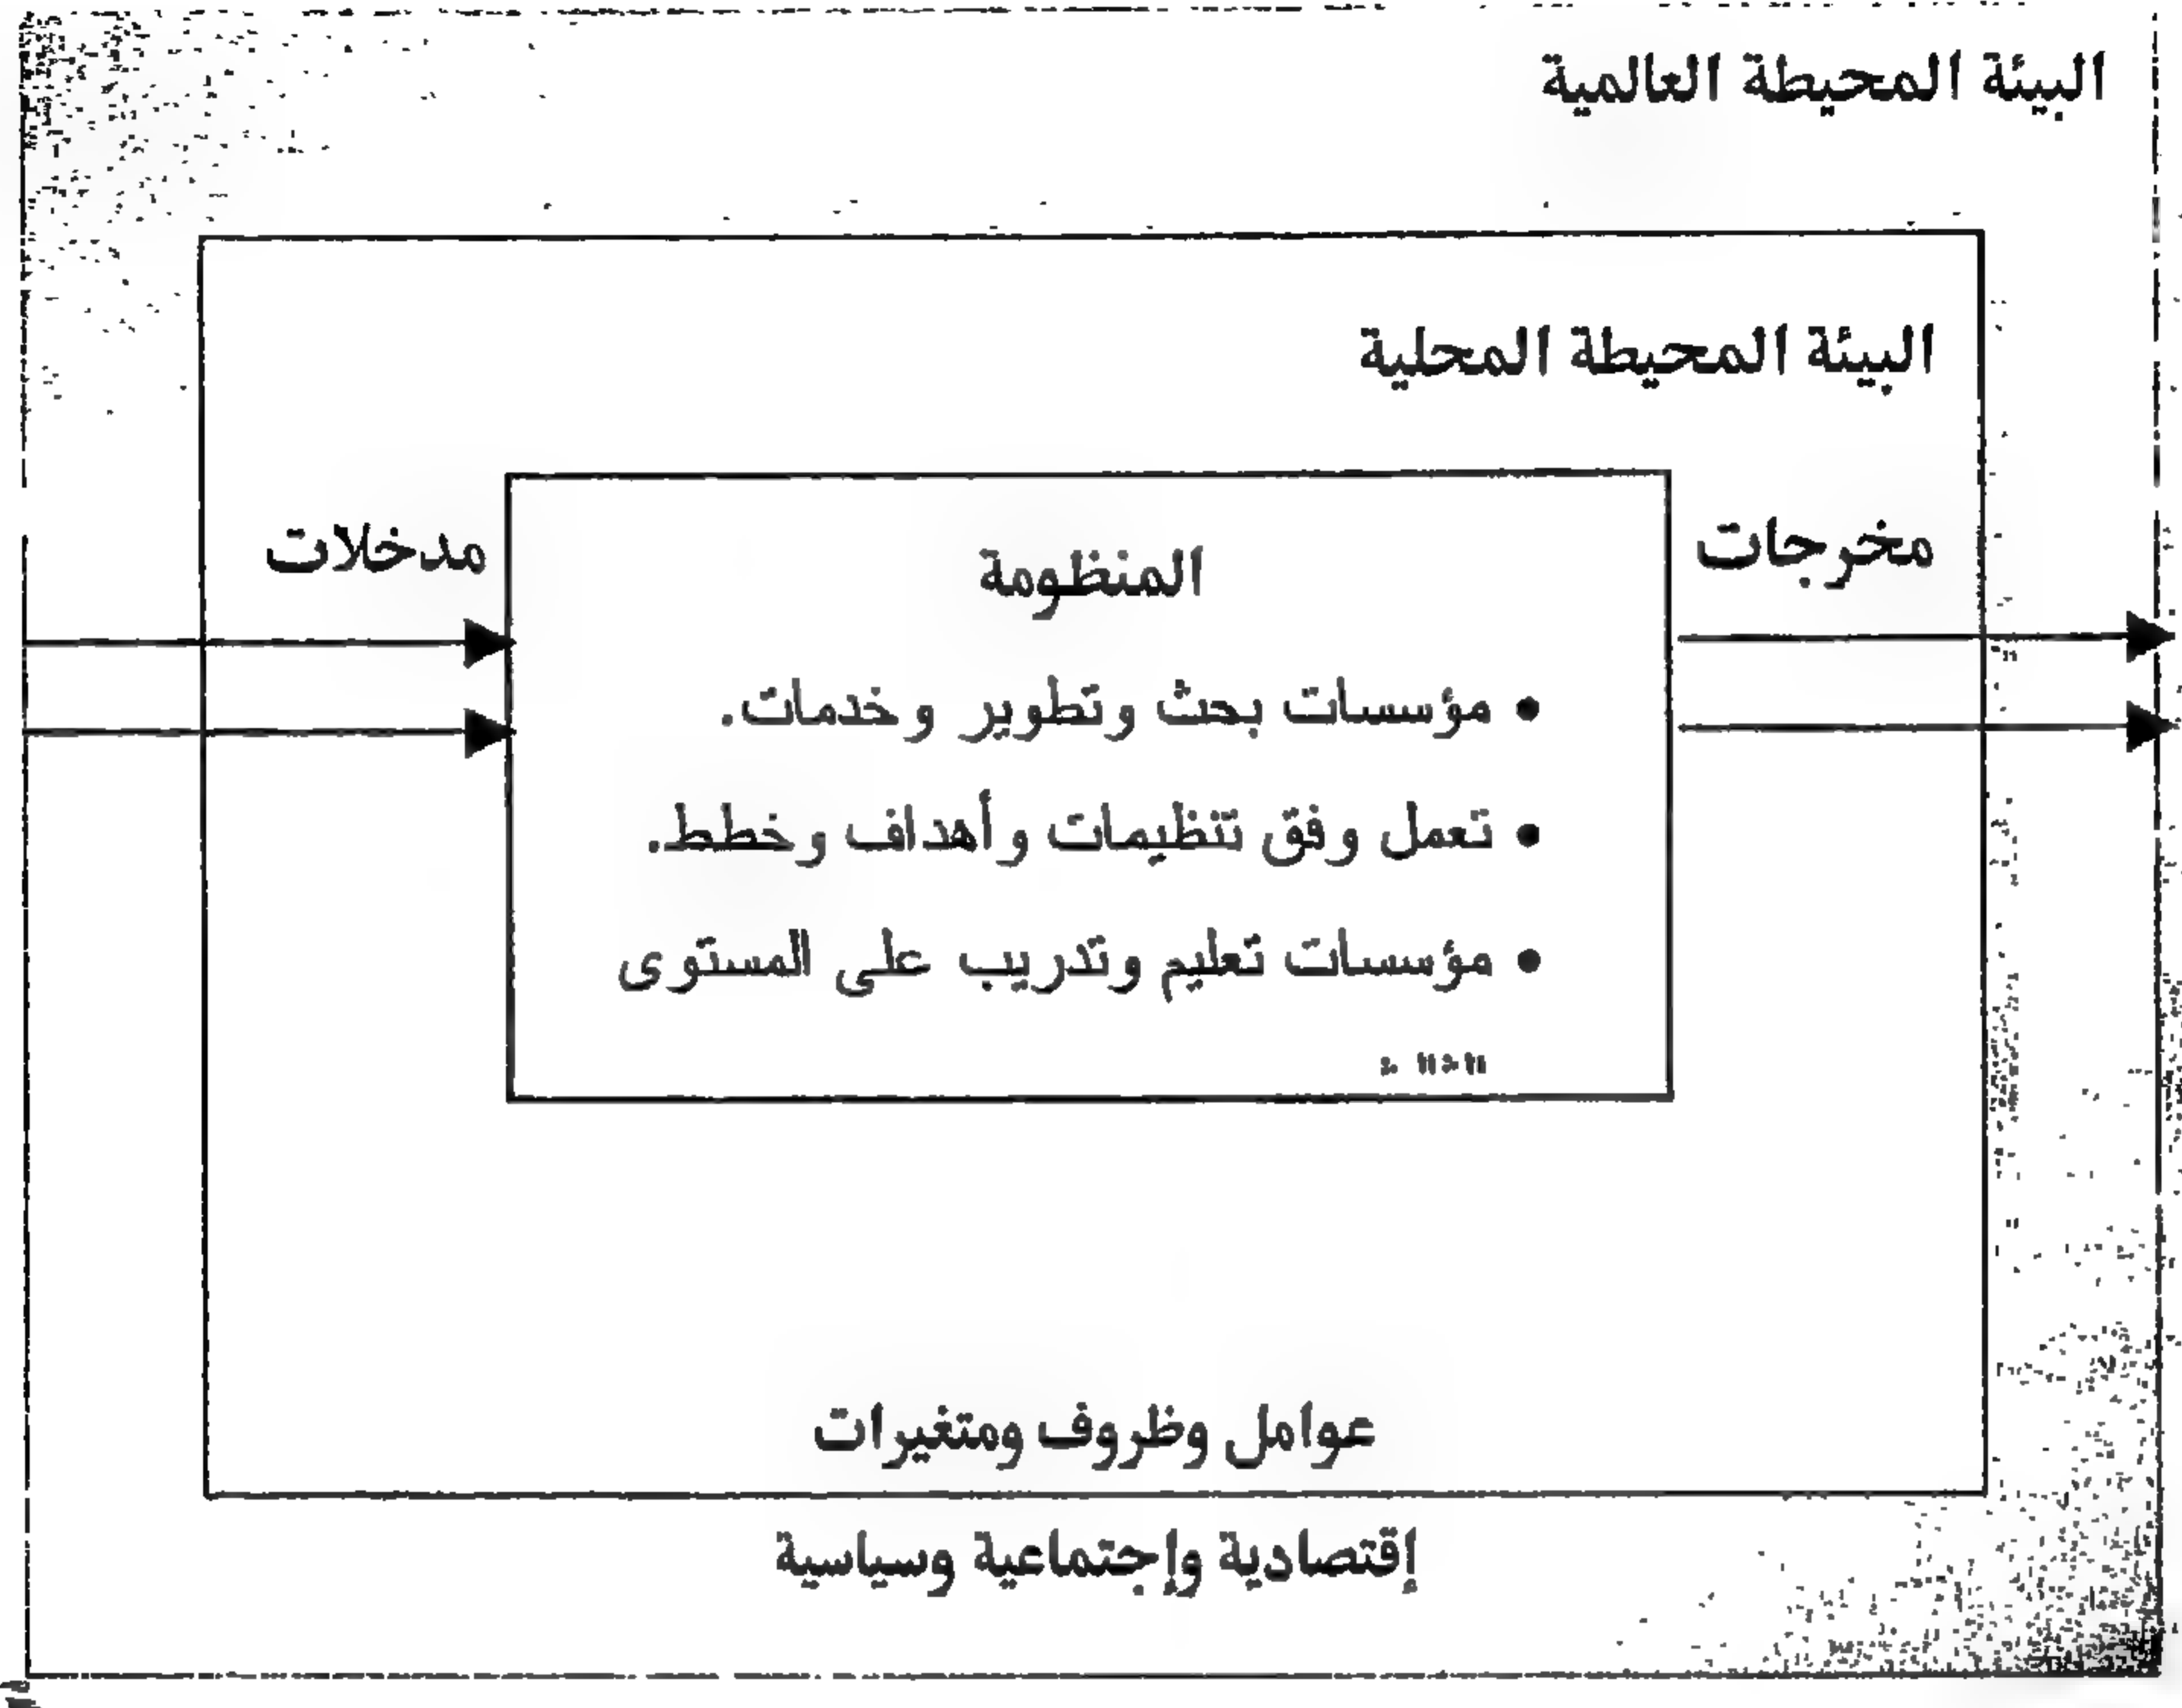 البيئة المحيطة العالمية
البيئة المحيطة المحلية
مخرجات
مدخلات
المنظومة
• مؤسسات بحث وتطوير وخدمات.
• تعمل وفق تنظيمات وأهداف وخطط.
• مؤسسات تعليم وتدريب على المستوى
عوامل وظروف ومتغيرات
إقتصادية وإجتماعية وسياسية